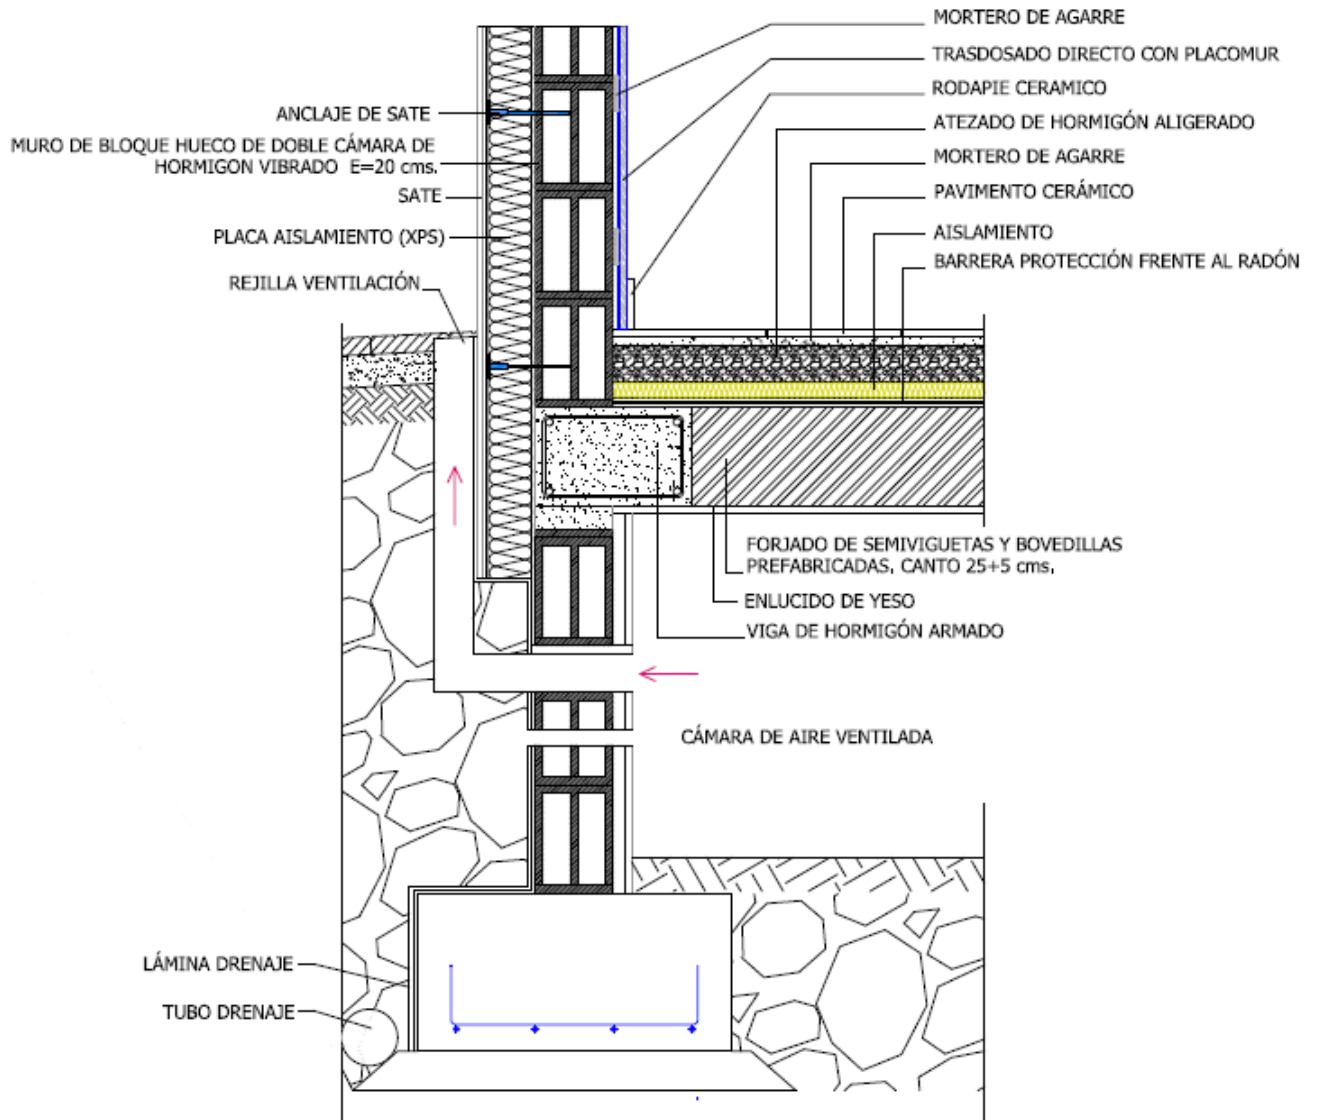 MORTERO DE AGARRE
TRASDOSADO DIRECTO CON PLACOMUR
RODAPIE CERAMICO
ATEZADO DE HORMIGÓN ALIGERADO
MORTERO DE AGARRE
PAVIMENTO CERÁMICO
AISLAMIENTO
BARRERA PROTECCIÓN FRENTE AL RADÓN
ANCLAJE DE SATE
MURO DE BLOQUE HUECO DE DOBLE CÁMARA DE
HORMIGON VIBRADO E=20 cms.
SATE
PLACA AISLAMIENTO (XPS)
REJILLA VENTILACIÓN
FORJADO DE SEMIVIGUETAS Y BOVEDILLAS
PREFABRICADAS, CANTO 25+5 cms.
ENLUCIDO DE YESO
VIGA DE HORMIGÓN ARMADO
CÁMARA DE AIRE VENTILADA
LÁMINA DRENAJE
TUBO DRENAJE